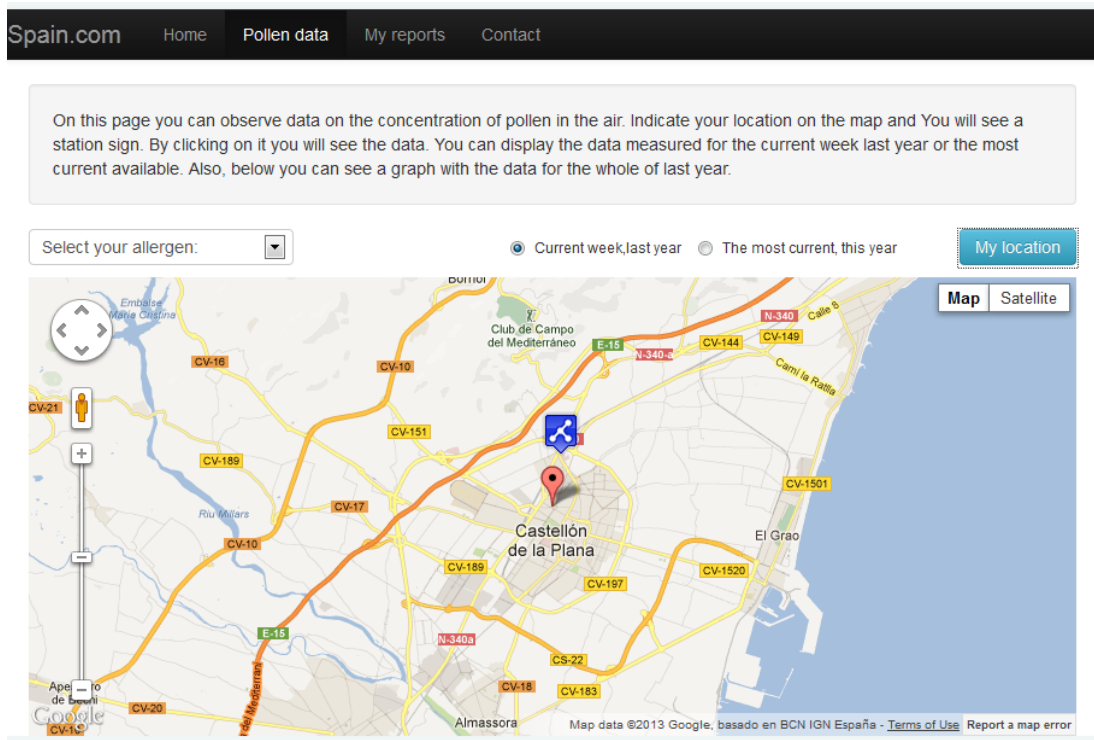 Spain.com Home Pollen data My reports Contact
On this page you can observe data on the concentration of pollen in the air. Indicate your location on the map and You will see a
station sign. By clicking on it you will see the data. You can display the data measured for the current week last year or the most
current available. Also, below you can see a graph with the data for the whole of last year.
Select your allergen:
Current week,last year
The most current, this year
My location
Map Satellite
Embalse
María Cristina
Club de Campo
del Mediterráneo
N-340
Calle 8
E-15
N-340-a
CV-144
CV-149
CV-16
CV-10
Camí la Ratlla
CV-21
CV-151
CV-189
CV-1501
Riu Millars
CV-17
Castellón
de la Plana
El Grao
CV-10
CV-189
CV-197
CV-1520
E-15
N-340a
CS-22
CV-18
CV-183
de Bechí
CV-20
Google
CV-10
Almassora
Map data ©2013 Google, basado en BCN IGN España - Terms of Use Report a map error